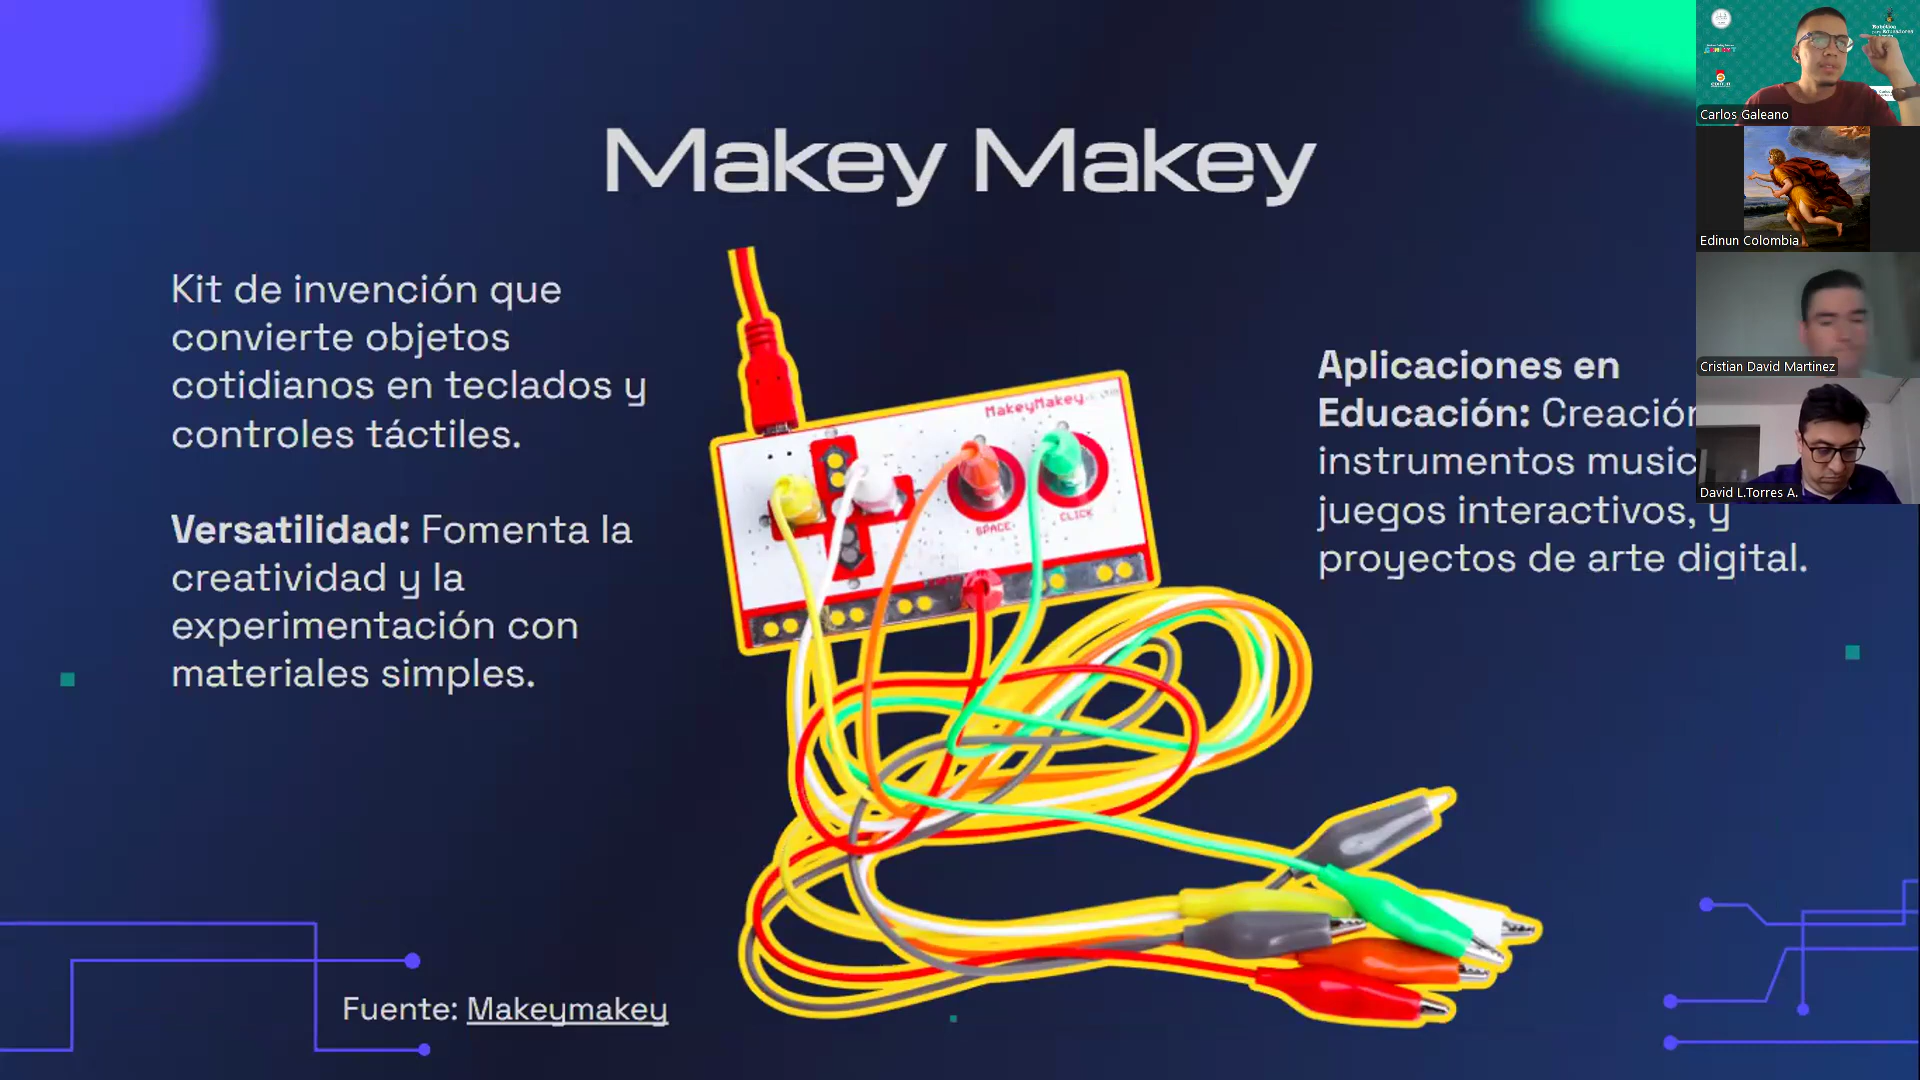 Makey Makey
Kit de invención que
convierte objetos
cotidianos en teclados y
controles táctiles.
Versatilidad: Fomenta la
creatividad y la
experimentación con
materiales simples.
MakeyMakey
SPACE
CLICK
Aplicaciones en
Educación: Creación
instrumentos music
juegos interactivos, y
proyectos de arte digital.
Fuente: Makeymakey
Carlos Galeano
Edinun Colombia
Cristian David Martinez
David L.Torres A.